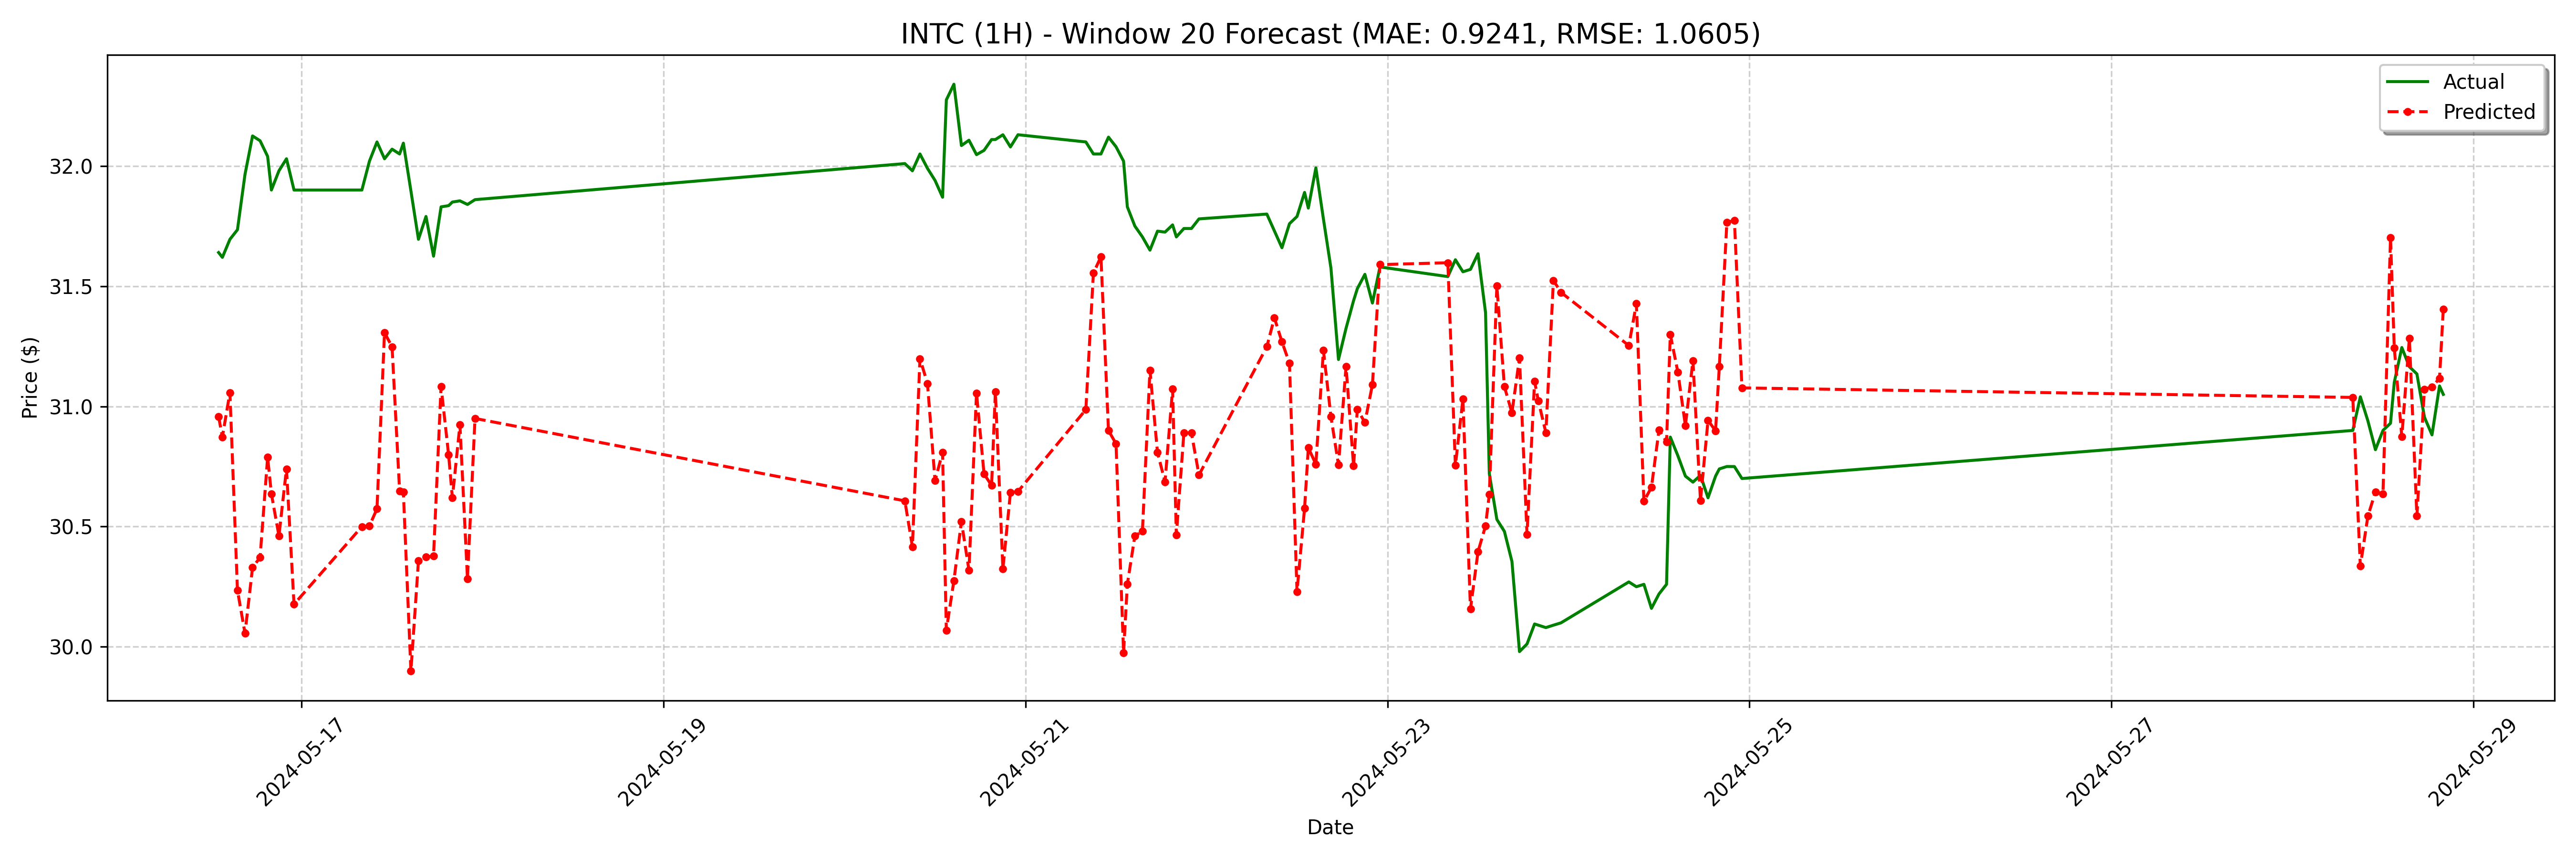 INTC (1H) - Window 20 Forecast (MAE: 0.9241, RMSE: 1.0605)
Actual
Predicted
Price ($)
32.0
31.5
31.0
30.5
30.0
2024-05-17
2024-05-19
2024-05-21
2024-05-23
2024-05-25
2024-05-27
2024-05-29
Date